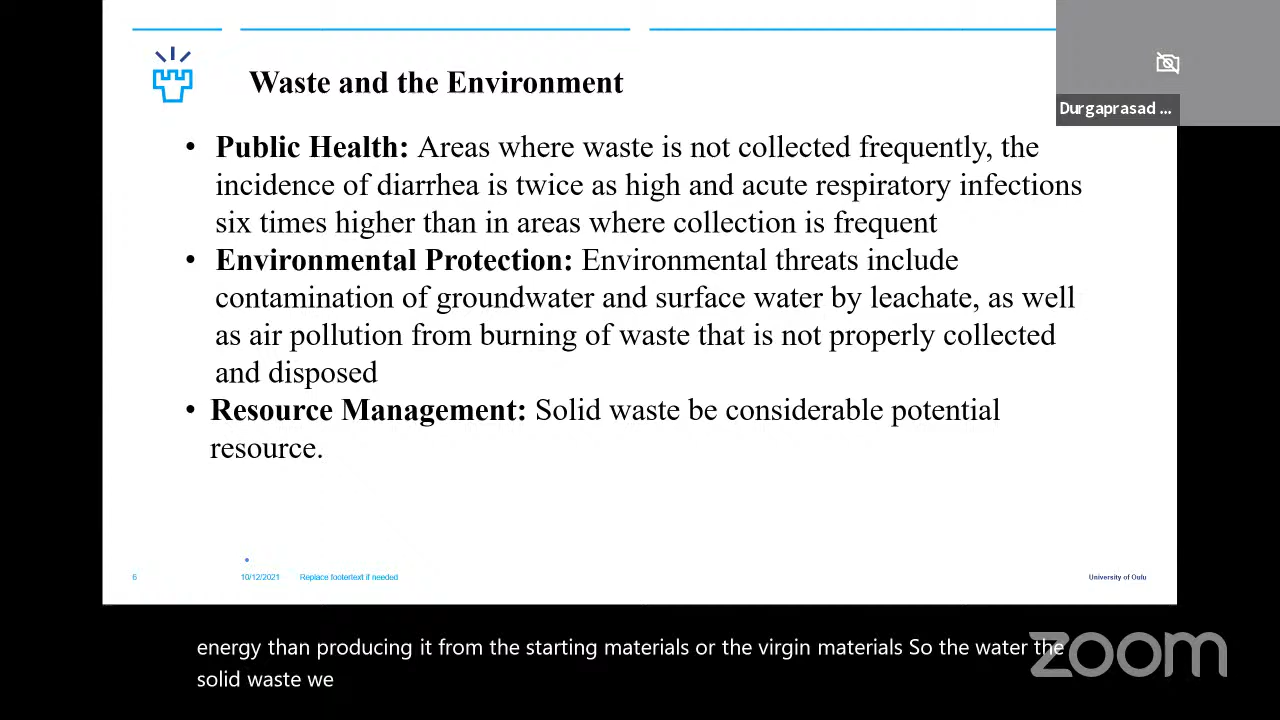 Waste and the Environment
Durgaprasad ...
• Public Health: Areas where waste is not collected frequently, the
incidence of diarrhea is twice as high and acute respiratory infections
six times higher than in areas where collection is frequent
• Environmental Protection: Environmental threats include
contamination of groundwater and surface water by leachate, as well
as air pollution from burning of waste that is not properly collected
and disposed
• Resource Management: Solid waste be considerable potential
resource.
•
6 10/12/2021 Replace footertext if needed University of Oulu
energy than producing it from the starting materials or the virgin materials So the water the
solid waste we
zoom